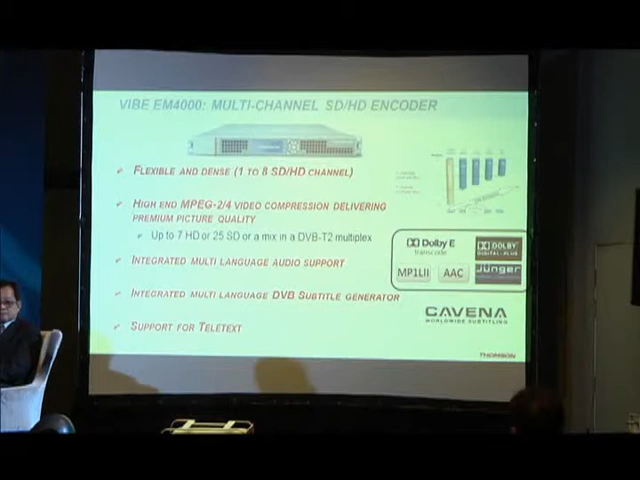 VIBE EM4000: MULTI-CHANNEL SD/HD ENCODER
FLEXIBLE AND DENSE (1 TO 8 SD/HD CHANNEL)
HIGH END MPEG-2/4 VIDEO COMPRESSION DELIVERING
PREMIUM PICTURE QUALITY
UP TO 7 HD OR 25 SD OR A MIX IN A DVB-T2 MULTIPLEX
INTEGRATED MULTI LANGUAGE AUDIO SUPPORT
Dolby E
transcode
DOLBY
DIGITAL PLUS
MP1LII
AAC
Jünger
INTEGRATED MULTI LANGUAGE DVB SUBTITLE GENERATOR
CAVENA
WORLDWIDE SUBTITLING
SUPPORT FOR TELETEXT
THOMSON